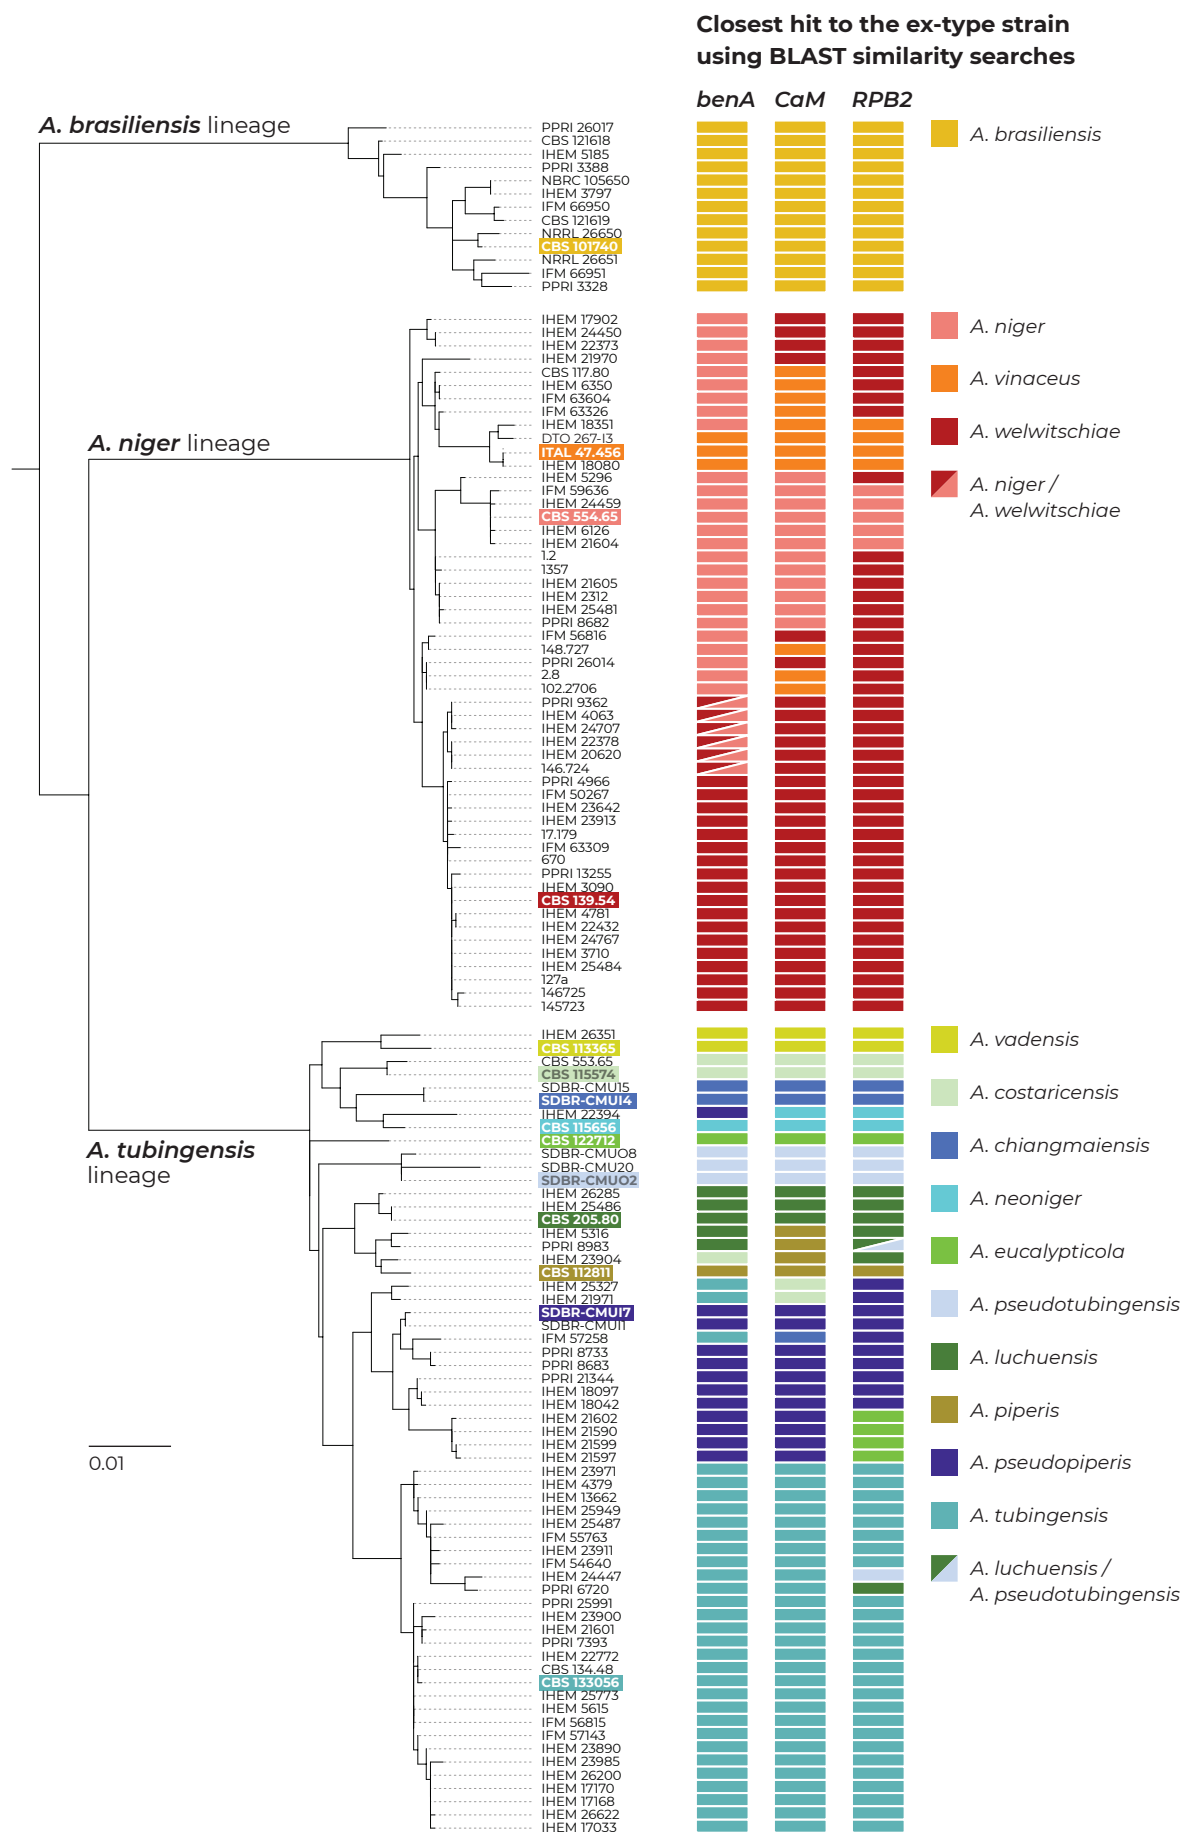 Closest hit to the ex-type strain
using BLAST similarity searches
benA CaM RPB2
A. brasiliensis lineage
PPRI 26017
CBS 121618
IHEM 5185
PPRI 3388
NBRC 105650
IHEM 3797
IFM 66950
CBS 121619
NRRL 26650
CBS 101740
NRRL 26651
IFM 66951
PPRI 3328
A. brasiliensis
A. niger lineage
IHEM 17902
IHEM 24450
IHEM 22373
IHEM 21970
CBS 117.80
IHEM 6350
IFM 63604
IFM 63326
IHEM 18351
DTO 267-I3
ITAL 47.456
IHEM 18080
IHEM 5296
IFM 59636
IHEM 24459
CBS 554.65
IHEM 6126
IHEM 21604
1.2
1357
IHEM 21605
IHEM 2312
IHEM 25481
PPRI 8682
IFM 56816
148.727
PPRI 26014
2.8
102.2706
PPRI 9362
IHEM 4063
IHEM 24707
IHEM 22378
IHEM 20620
146.724
PPRI 4966
IFM 50267
IHEM 23642
IHEM 23913
17.179
IFM 63309
670
PPRI 13255
IHEM 3090
CBS 139.54
IHEM 4781
IHEM 22432
IHEM 24767
IHEM 3710
IHEM 25484
127a
146725
145723
A. niger
A. vinaceus
A. welwitschiae
A. niger /
A. welwitschiae
A. tubingensis
lineage
IHEM 26351
CBS 113365
CBS 553.65
CBS 115574
SDBR-CMU15
SDBR-CMUI4
IHEM 22394
CBS 115656
CBS 122712
SDBR-CMUO8
SDBR-CMU20
SDBR-CMUO2
IHEM 26285
IHEM 25486
CBS 205.80
IHEM 5316
PPRI 8983
IHEM 23904
CBS 112811
IHEM 25327
IHEM 21971
SDBR-CMUI7
SDBR-CMUI1
IFM 57258
PPRI 8733
PPRI 8683
PPRI 21344
IHEM 18097
IHEM 18042
IHEM 21602
IHEM 21590
IHEM 21599
IHEM 21597
IHEM 23971
IHEM 4379
IHEM 13662
IHEM 25949
IHEM 25487
IFM 55763
IHEM 23911
IFM 54640
IHEM 24447
PPRI 6720
PPRI 25991
IHEM 23900
IHEM 21601
PPRI 7393
IHEM 22772
CBS 134.48
CBS 133056
IHEM 25773
IHEM 5615
IFM 56815
IFM 57143
IHEM 23890
IHEM 23985
IHEM 26200
IHEM 17170
IHEM 17168
IHEM 26622
IHEM 17033
A. vadensis
A. costaricensis
A. chiangmaiensis
A. neoniger
A. eucalypticola
A. pseudotubingensis
A. luchuensis
A. piperis
A. pseudopiperis
A. tubingensis
A. luchuensis /
A. pseudotubingensis
0.01